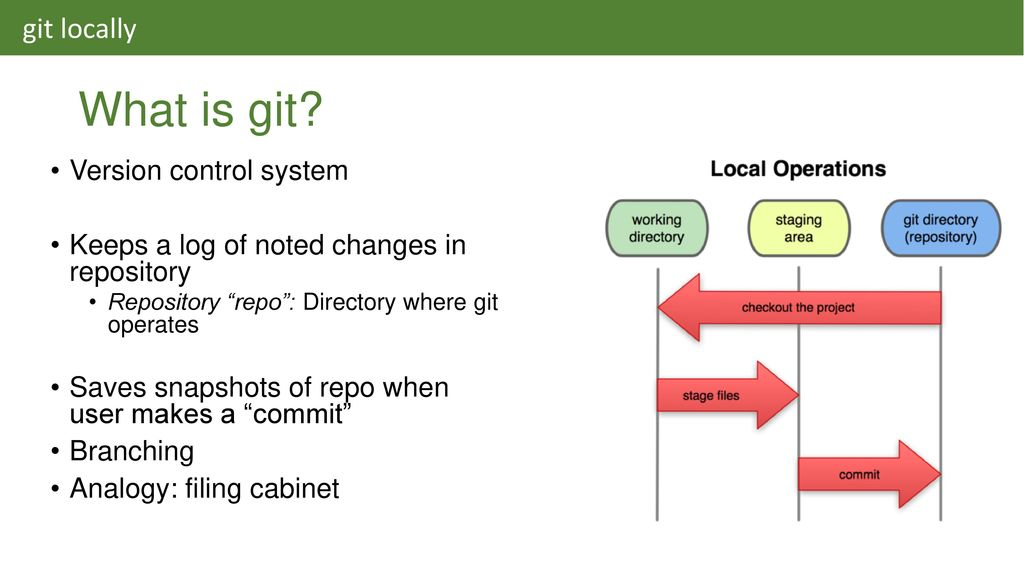 git locally
What is git?
• Version control system
• Keeps a log of noted changes in
repository
• Repository “repo”: Directory where git
operates
• Saves snapshots of repo when
user makes a “commit”
• Branching
• Analogy: filing cabinet
Local Operations
working
directory
staging
area
git directory
(repository)
checkout the project
stage files
commit